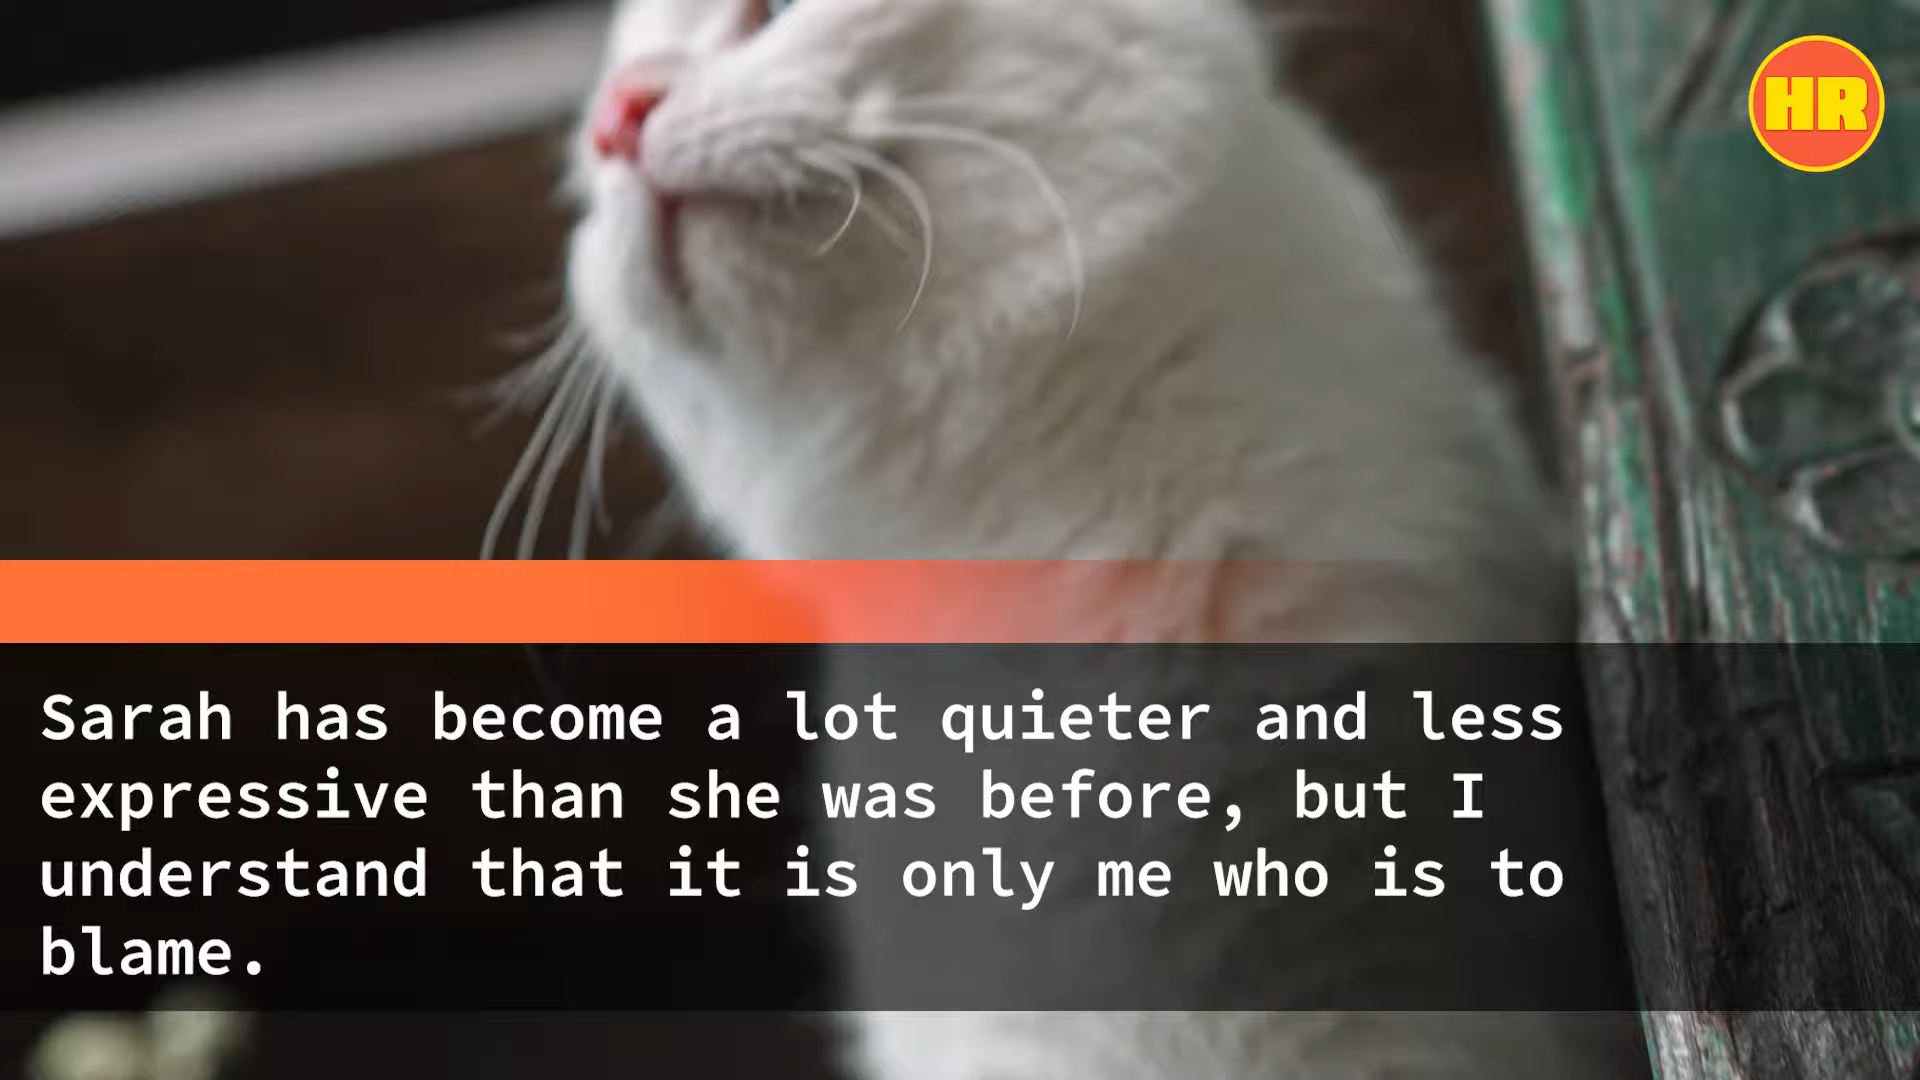 HR
Sarah has become a lot quieter and less
expressive than she was before, but I
understand that it is only me who is to
blame.